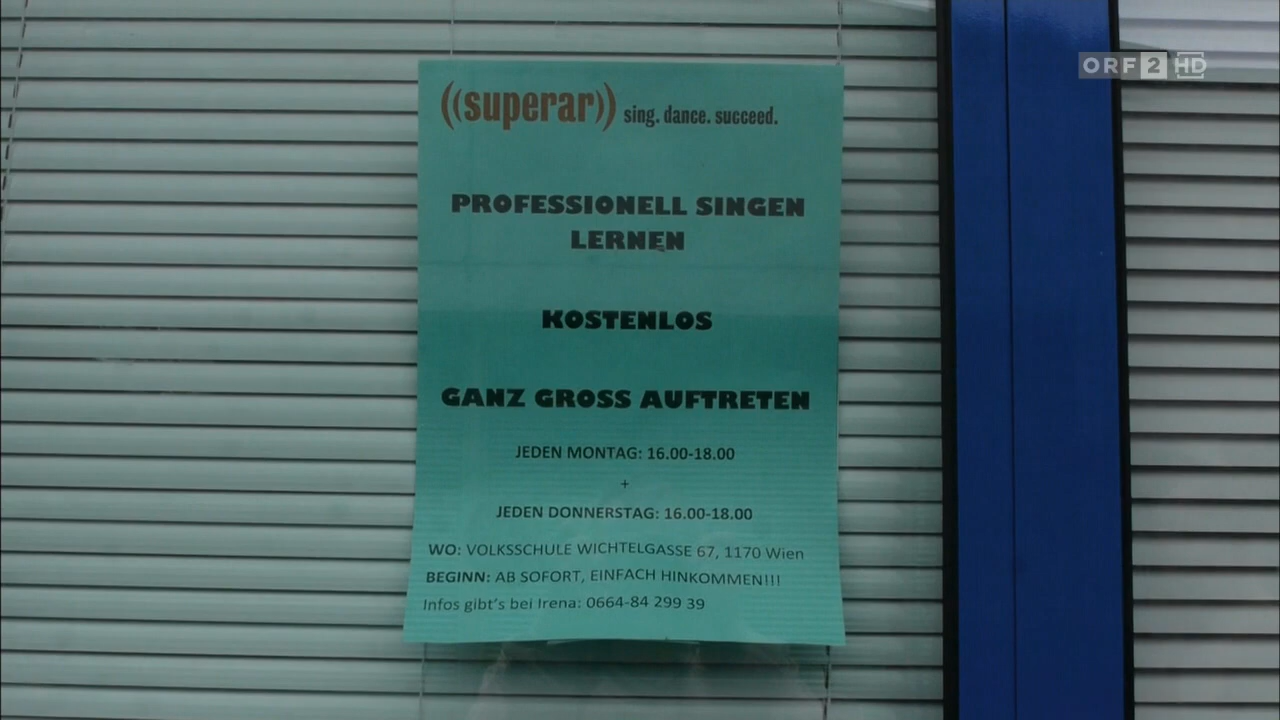 ORF 2 HD
((superar)) sing. dance. succeed.
PROFESSIONELL SINGEN
LERNEN
KOSTENLOS
GANZ GROSS AUFTRETEN
JEDEN MONTAG: 16.00-18.00
+
JEDEN DONNERSTAG: 16.00-18.00
WO: VOLKSSCHULE WICHTELGASSE 67, 1170 Wien
BEGINN: AB SOFORT, EINFACH HINKOMMEN!!!
Infos gibt's bei Irena: 0664-84 299 39